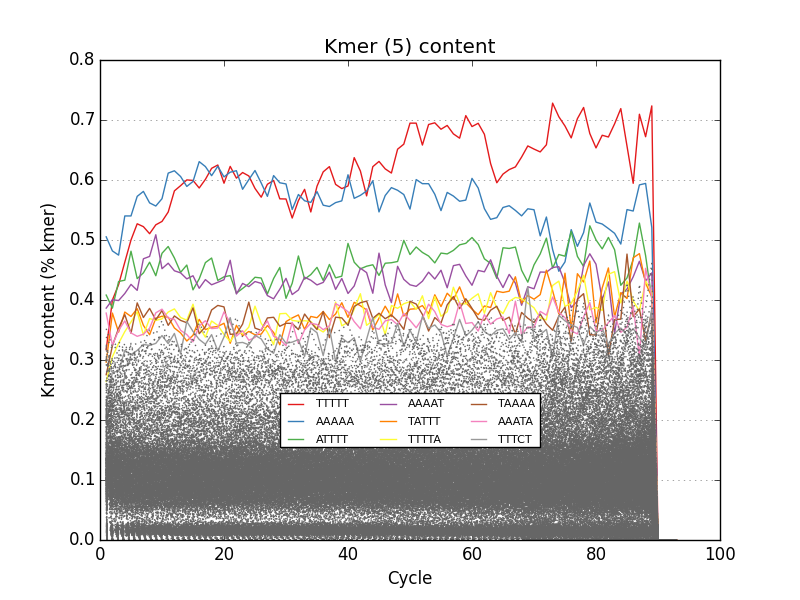 Kmer (5) content
0.8
0.7
0.6
0.5
0.4
0.3
0.2
0.1
0.0
Kmer content (% kmer)
TTTTT AAAAT TAAAA
AAAAA TATTT AAATA
ATTTT TTTTA TTTCT
0 20 40 60 80 100
Cycle